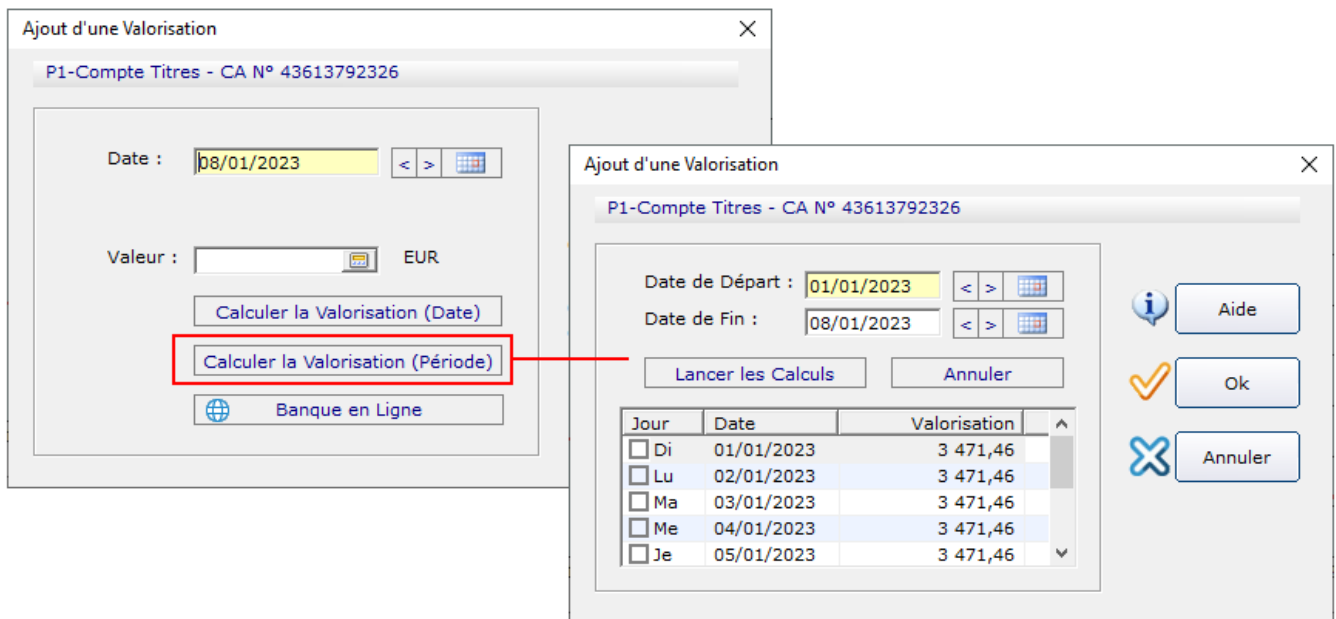 Ajout d'une Valorisation
P1-Compte Titres - CA N° 43613792326
Date : 08/01/2023 < >
Valeur : EUR
Calculer la Valorisation (Date)
Calculer la Valorisation (Période)
Banque en Ligne
Ajout d'une Valorisation
P1-Compte Titres - CA N° 43613792326
Date de Départ : 01/01/2023 < >
Date de Fin : 08/01/2023 < >
Lancer les Calculs Annuler
Jour Date Valorisation
Di 01/01/2023 3 471,46
Lu 02/01/2023 3 471,46
Ma 03/01/2023 3 471,46
Me 04/01/2023 3 471,46
Je 05/01/2023 3 471,46
Aide
Ok
Annuler